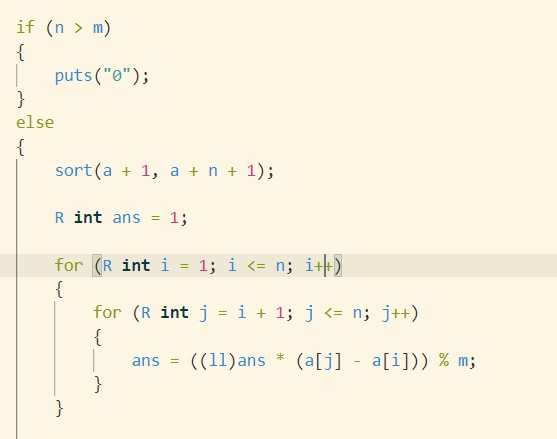 if (n > m)
{
puts("0");
}
else
{
sort(a + 1, a + n + 1);
R int ans = 1;
for (R int i = 1; i <= n; i++)
{
for (R int j = i + 1; j <= n; j++)
{
ans = ((ll)ans * (a[j] - a[i])) % m;
}
}